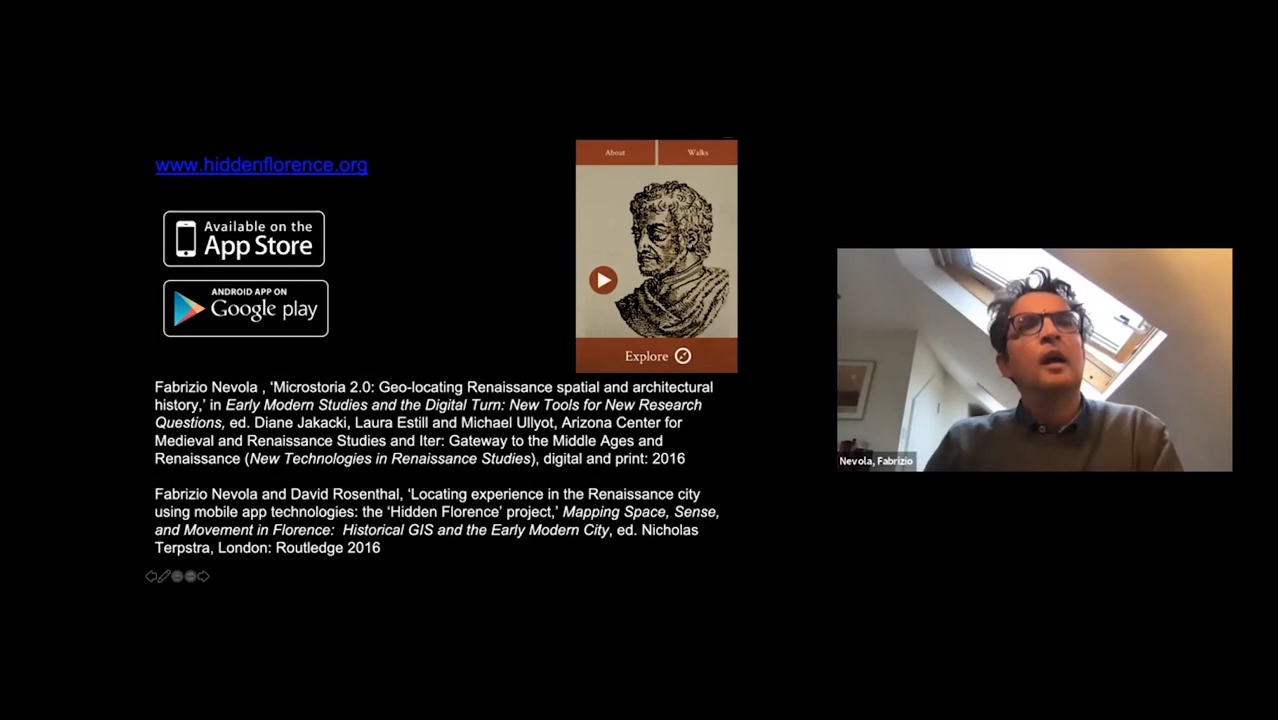 www.hiddenflorence.org
Available on the
App Store
ANDROID APP ON
Google play
About
Walks
Explore
Fabrizio Nevola , ‘Microstoria 2.0: Geo-locating Renaissance spatial and architectural
history,’ in Early Modern Studies and the Digital Turn: New Tools for New Research
Questions, ed. Diane Jakacki, Laura Estill and Michael Ullyot, Arizona Center for
Medieval and Renaissance Studies and Iter: Gateway to the Middle Ages and
Renaissance (New Technologies in Renaissance Studies), digital and print: 2016
Fabrizio Nevola and David Rosenthal, ‘Locating experience in the Renaissance city
using mobile app technologies: the ‘Hidden Florence’ project,’ Mapping Space, Sense,
and Movement in Florence: Historical GIS and the Early Modern City, ed. Nicholas
Terpstra, London: Routledge 2016
Nevola, Fabrizio